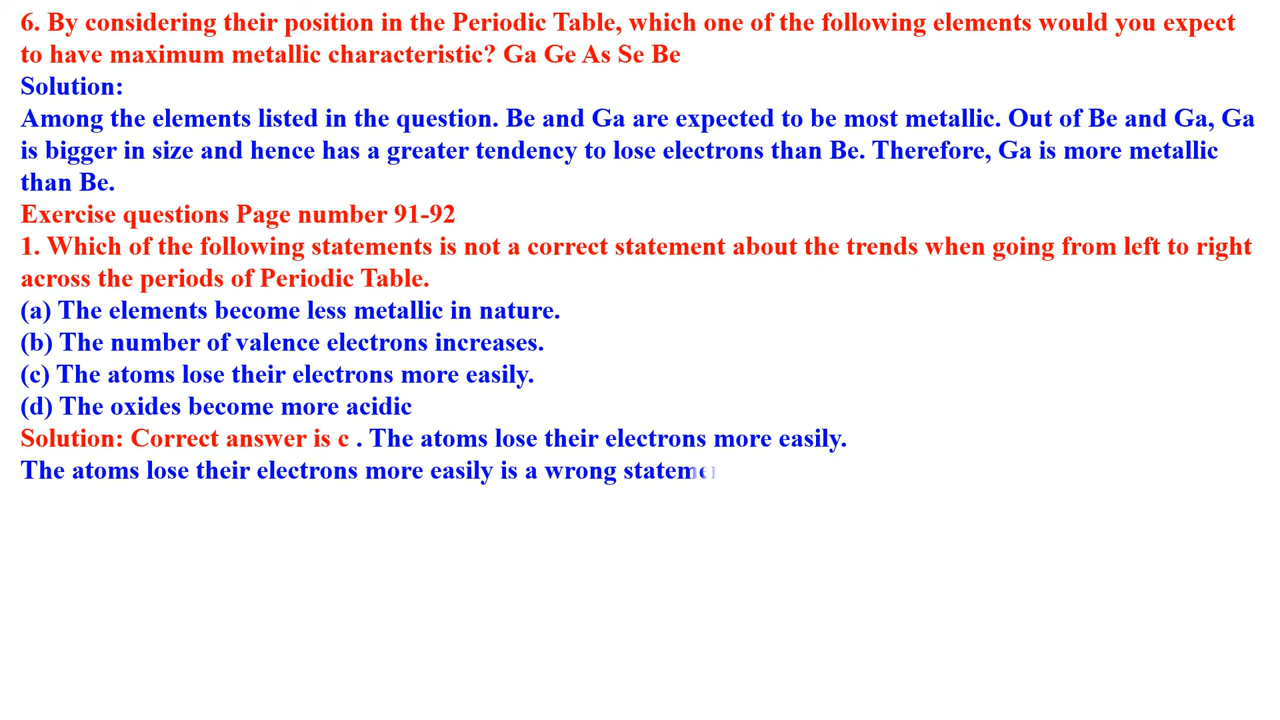 6. By considering their position in the Periodic Table, which one of the following elements would you expect
to have maximum metallic characteristic? Ga Ge As Se Be
Solution:
Among the elements listed in the question. Be and Ga are expected to be most metallic. Out of Be and Ga, Ga
is bigger in size and hence has a greater tendency to lose electrons than Be. Therefore, Ga is more metallic
than Be.
Exercise questions Page number 91-92
1. Which of the following statements is not a correct statement about the trends when going from left to right
across the periods of Periodic Table.
(a) The elements become less metallic in nature.
(b) The number of valence electrons increases.
(c) The atoms lose their electrons more easily.
(d) The oxides become more acidic
Solution: Correct answer is c . The atoms lose their electrons more easily.
The atoms lose their electrons more easily is a wrong